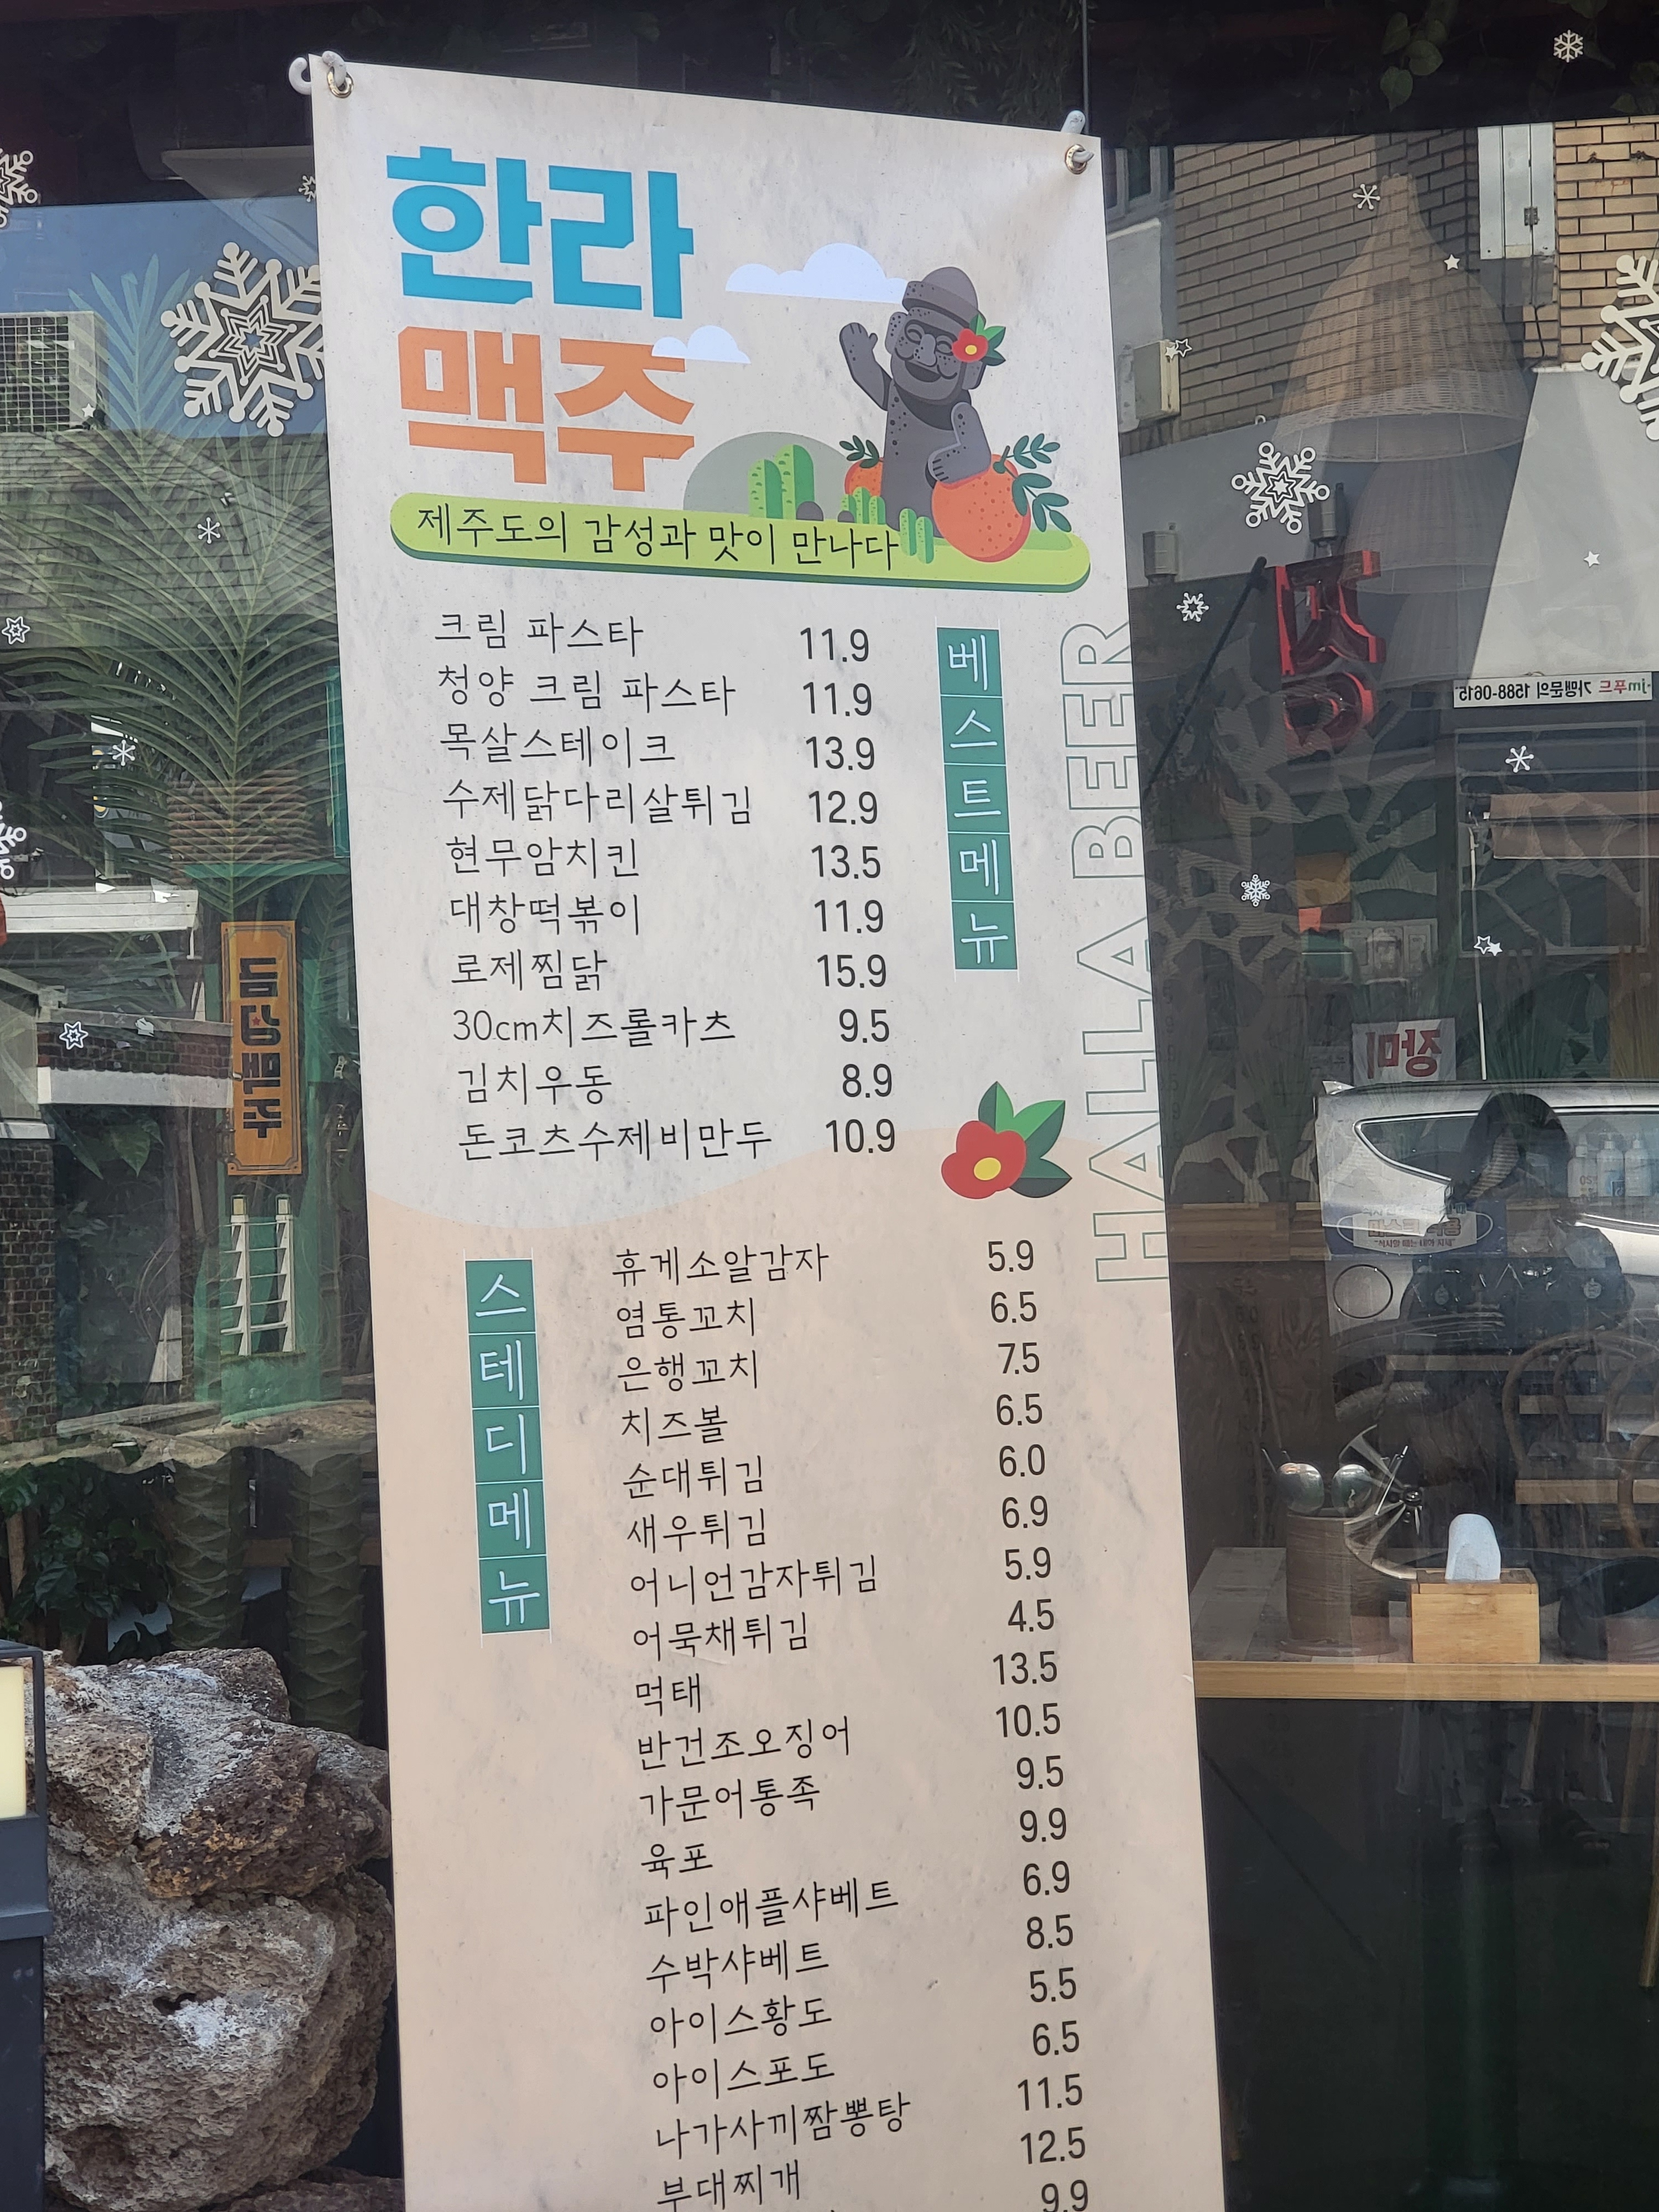 한라
맥주
제주도의 감성과 맛이 만나다
베스트메뉴
크림 파스타 11.9
청양 크림 파스타 11.9
목살스테이크 13.9
수제닭다리살튀김 12.9
현무암치킨 13.5
대창떡볶이 11.9
로제찜닭 15.9
30cm치즈롤카츠 9.5
김치우동 8.9
돈코츠수제비만두 10.9
HALLA BEER
스테디메뉴
휴게소알감자 5.9
염통꼬치 6.5
은행꼬치 7.5
치즈볼 6.5
순대튀김 6.0
새우튀김 6.9
어니언감자튀김 5.9
어묵채튀김 4.5
먹태 13.5
반건조오징어 10.5
가문어통족 9.5
육포 9.9
파인애플샤베트 6.9
수박샤베트 8.5
아이스황도 5.5
아이스포도 6.5
나가사끼짬뽕탕 11.5
부대찌개 12.5
9.9
jm푸드 가맹문의 1588-0615
장미